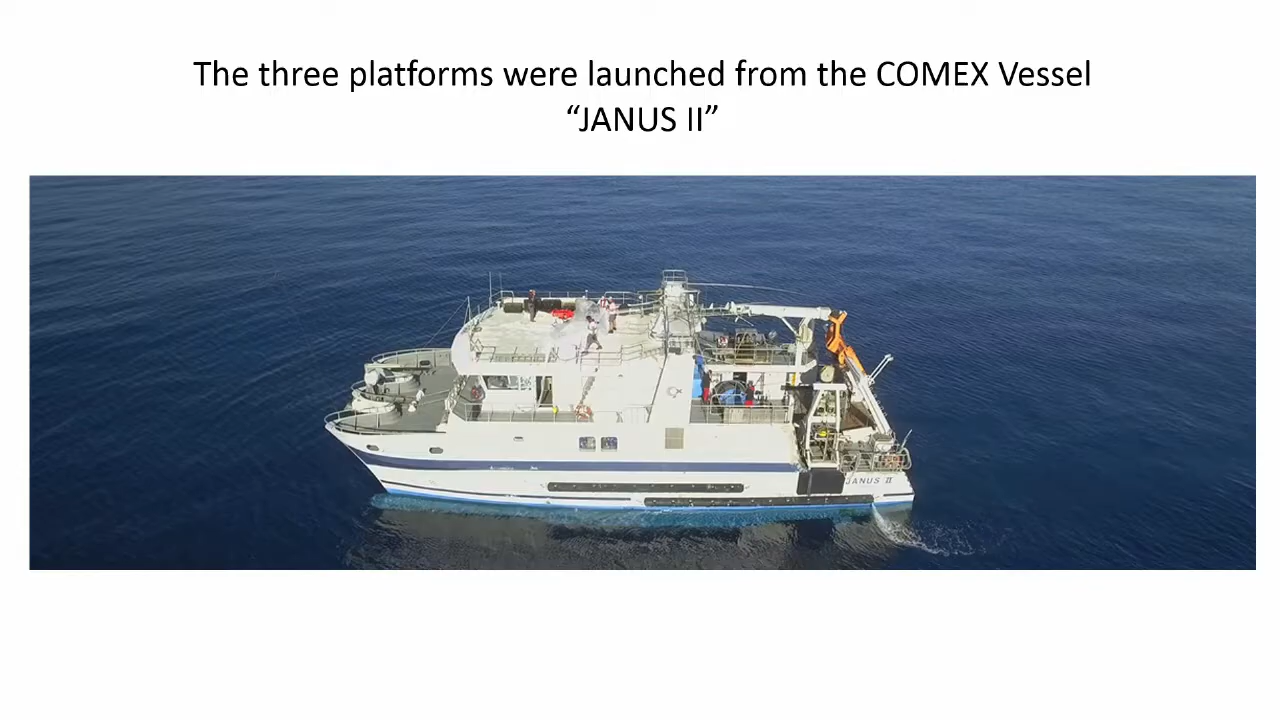 The three platforms were launched from the COMEX Vessel
“JANUS II”
JANUS II